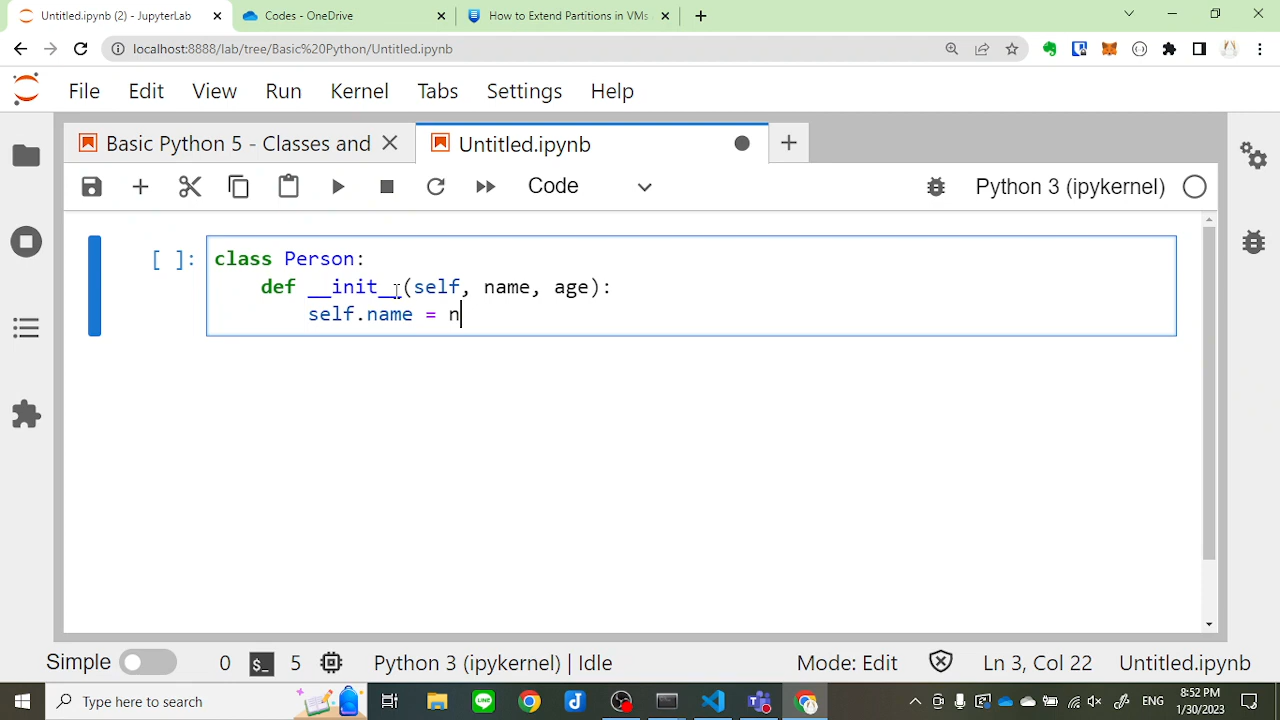 Untitled.ipynb (2) - JupyterLab
Codes - OneDrive
How to Extend Partitions in VMs
localhost:8888/lab/tree/Basic%20Python/Untitled.ipynb
File Edit View Run Kernel Tabs Settings Help
Basic Python 5 - Classes and
Untitled.ipynb
Code
Python 3 (ipykernel)
[ ]: class Person:
def __init__(self, name, age):
self.name = n
Simple 0 $_ 5 Python 3 (ipykernel) | Idle Mode: Edit Ln 3, Col 22 Untitled.ipynb
Type here to search
ENG
8:52 PM
1/30/2023